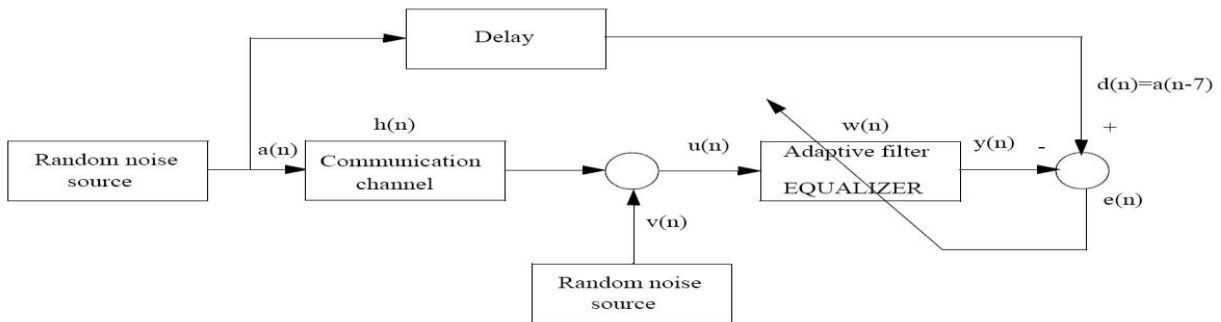 Delay
d(n)=a(n-7)
h(n)
w(n)
+
Random noise
source
a(n)
Communication
channel
u(n)
Adaptive filter
EQUALIZER
y(n)
-
e(n)
v(n)
Random noise
source